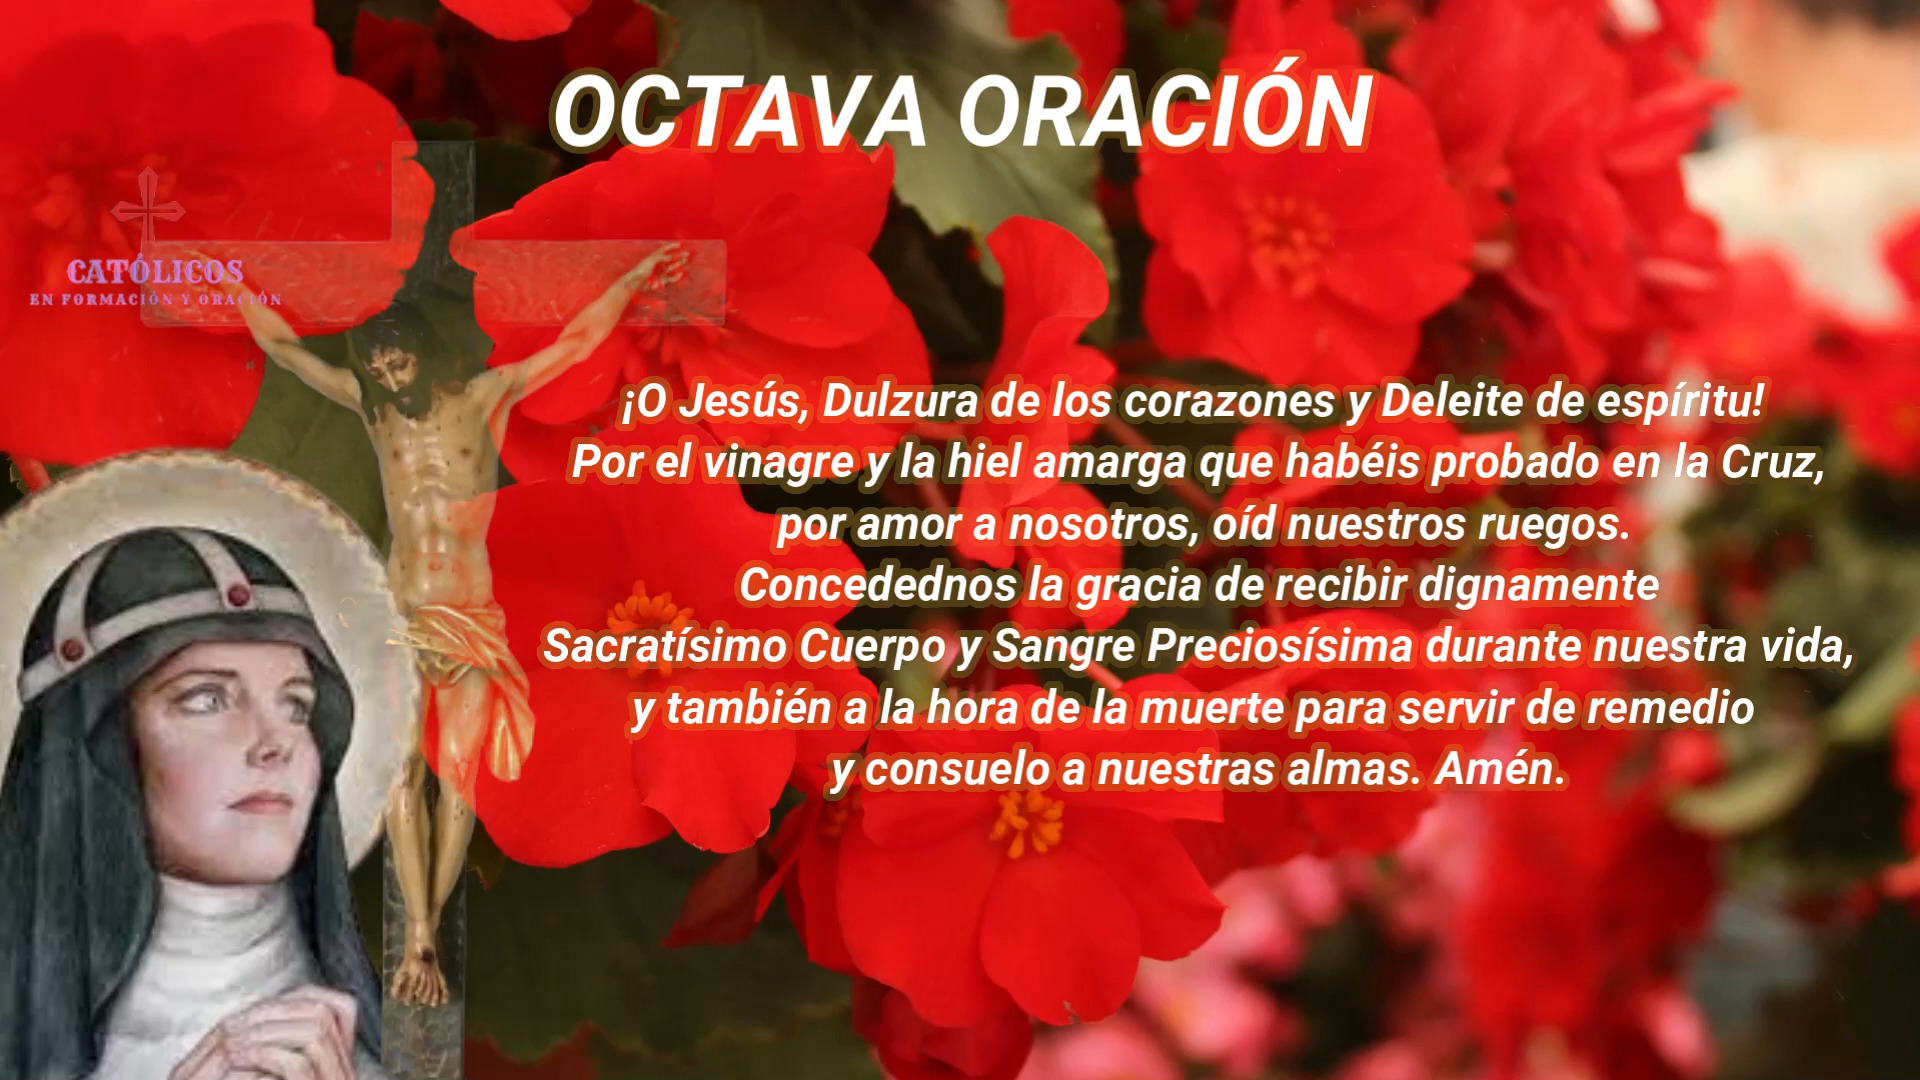 OCTAVA ORACIÓN
CATÓLICOS
EN FORMACIÓN Y ORACIÓN
¡O Jesús, Dulzura de los corazones y Deleite de espíritu!
Por el vinagre y la hiel amarga que habéis probado en la Cruz,
por amor a nosotros, oíd nuestros ruegos.
Concedednos la gracia de recibir dignamente
Sacratísimo Cuerpo y Sangre Preciosísima durante nuestra vida,
y también a la hora de la muerte para servir de remedio
y consuelo a nuestras almas. Amén.